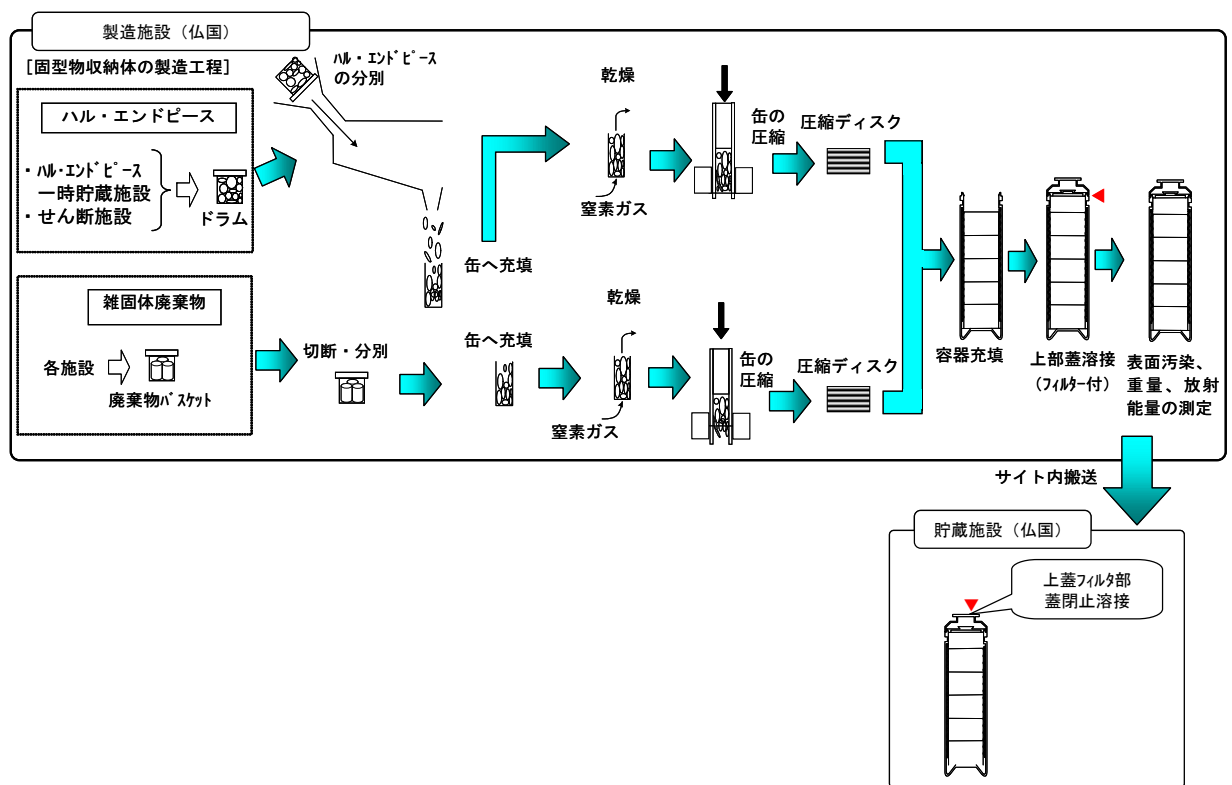 製造施設（仏国）
[固型物収納体の製造工程]
ハル・エンドピース
・ﾊﾙ・ｴﾝﾄﾞﾋﾟｰｽ
一時貯蔵施設
・せん断施設
ドラム
ﾊﾙ・ｴﾝﾄﾞﾋﾟｰｽ
の分別
缶へ充填
乾燥
窒素ガス
缶の
圧縮
圧縮ディスク
雑固体廃棄物
各施設
廃棄物ﾊﾞｽｹｯﾄ
切断・分別
缶へ充填
乾燥
窒素ガス
缶の
圧縮
圧縮ディスク
容器充填
上部蓋溶接
（ﾌｨﾙﾀｰ付）
表面汚染、
重量、放射
能量の測定
サイト内搬送
貯蔵施設（仏国）
上蓋ﾌｨﾙﾀ部
蓋閉止溶接